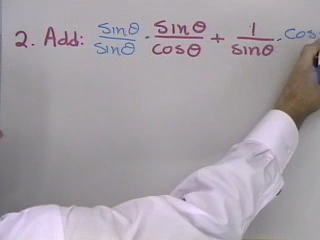 2. Add: sinθ/sinθ · sinθ/cosθ + 1/sinθ · cos